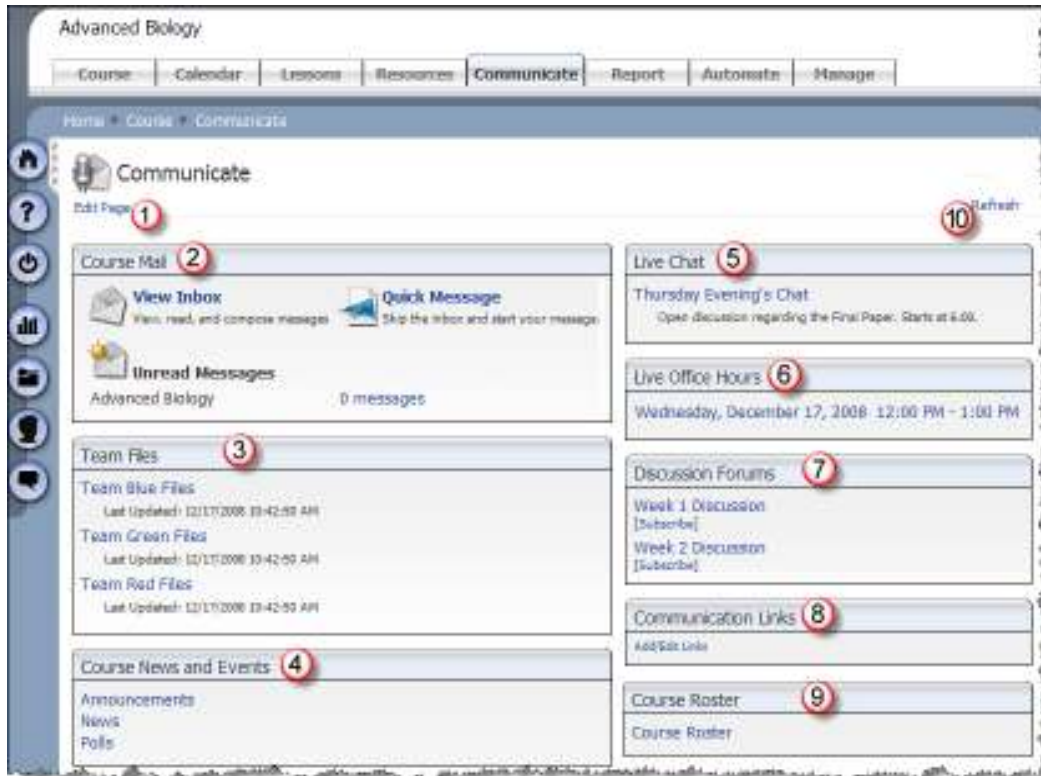 Advanced Biology
Course Calendar Lessons Resources Communicate Report Automate Manage
Home Course Communicate
Communicate
Edit Page 1
10 Refresh
Course Mail 2
View Inbox
View, read, and compose messages
Quick Message
Skip the inbox and start your message.
Unread Messages
Advanced Biology 0 messages
Team Files 3
Team Blue Files
Last Updated: 12/17/2008 10:42:50 AM
Team Green Files
Last Updated: 12/17/2008 10:42:50 AM
Team Red Files
Last Updated: 12/17/2008 10:42:50 AM
Course News and Events 4
Announcements
News
Polls
Live Chat 5
Thursday Evening's Chat
Open discussion regarding the Final Paper. Starts at 6:00.
Live Office Hours 6
Wednesday, December 17, 2008 12:00 PM - 1:00 PM
Discussion Forums 7
Week 1 Discussion
[Subscribe]
Week 2 Discussion
[Subscribe]
Communication Links 8
Add/Edit Links
Course Roster 9
Course Roster